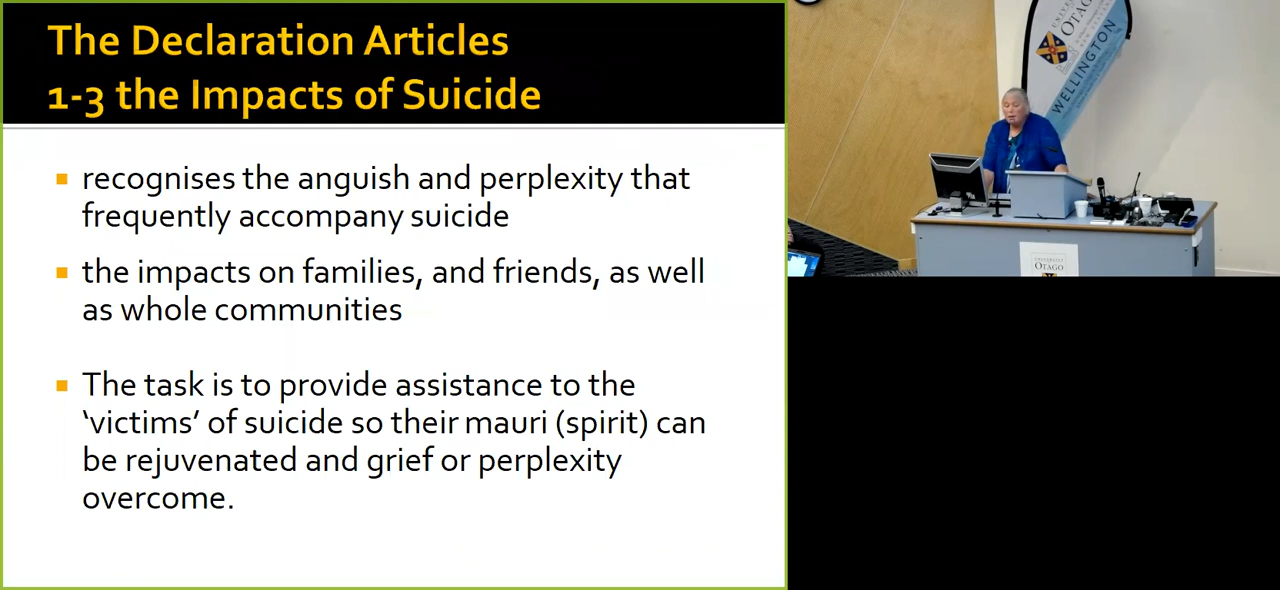 The Declaration Articles
1-3 the Impacts of Suicide
recognises the anguish and perplexity that
frequently accompany suicide
the impacts on families, and friends, as well
as whole communities
The task is to provide assistance to the
‘victims’ of suicide so their mauri (spirit) can
be rejuvenated and grief or perplexity
overcome.
OTAGO
WELLINGTON
OTAGO